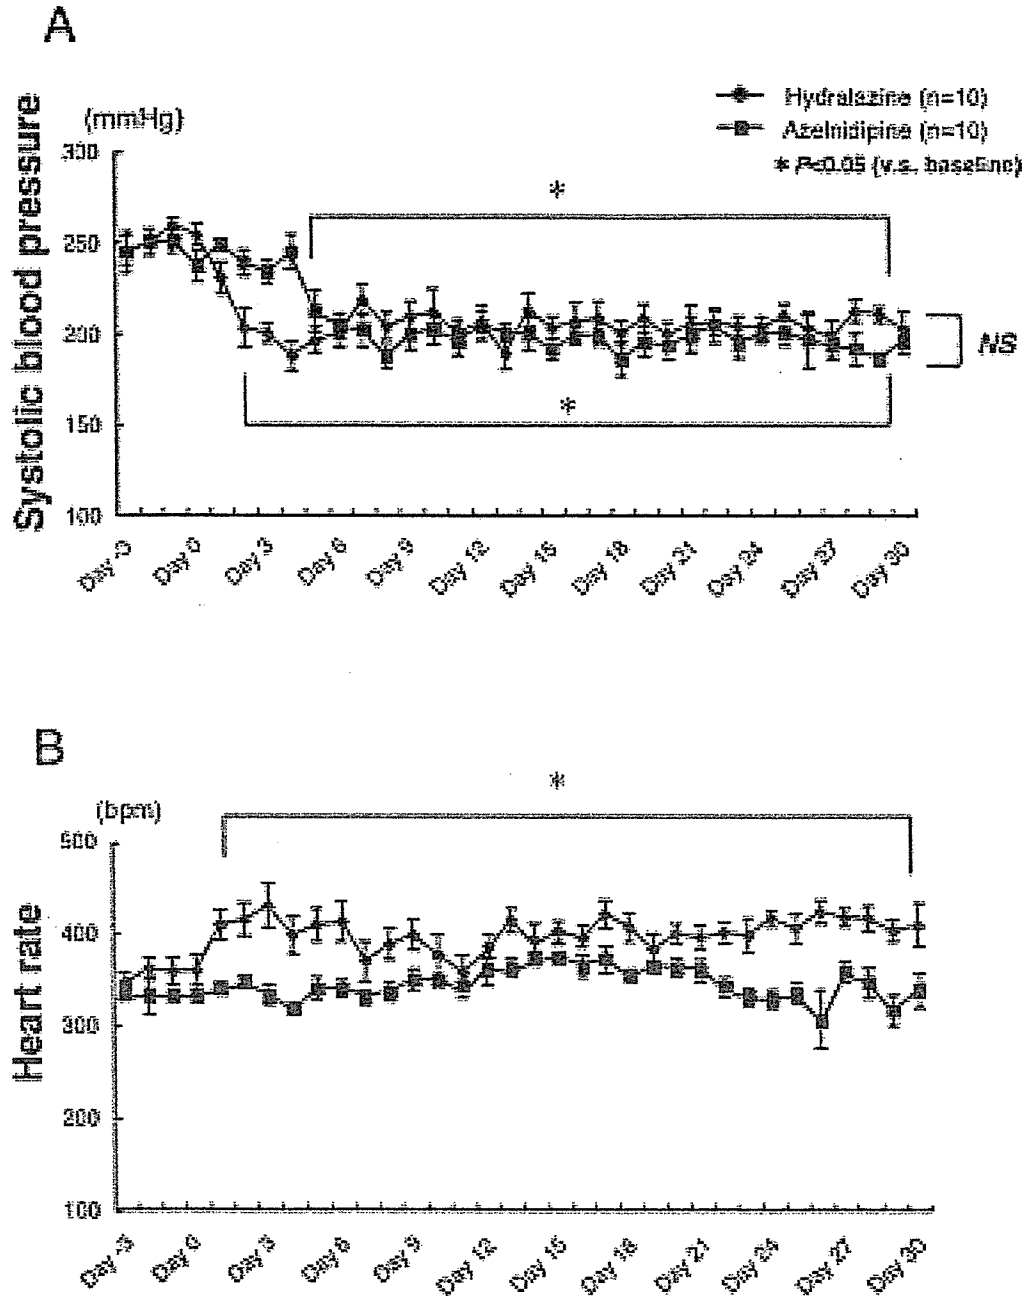 A
Hydralazine (n=10)
(mmHg)
Azelnidipine (n=10)
* P<0.05 (v.s. baseline)
Systolic blood pressure
300
*
250
200
NS
*
150
100
Day -3 Day 0 Day 3 Day 6 Day 9 Day 12 Day 15 Day 18 Day 21 Day 24 Day 27 Day 30
B
*
(bpm)
500
Heart rate
400
300
200
100
Day -3 Day 0 Day 3 Day 6 Day 9 Day 12 Day 15 Day 18 Day 21 Day 24 Day 27 Day 30